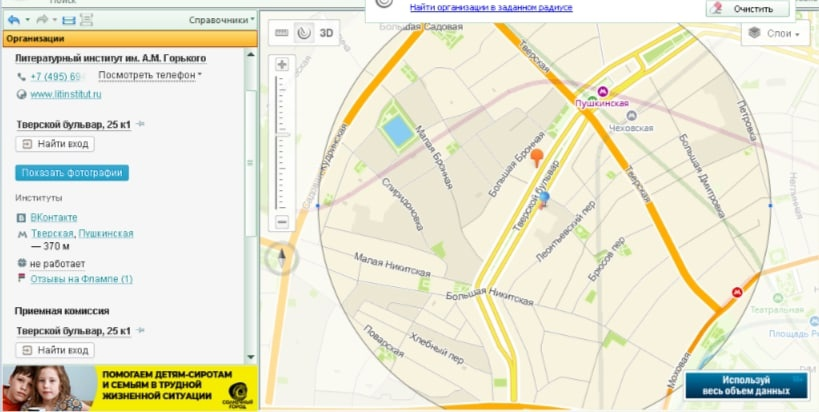 Поиск
Справочники
Организации
Литературный институт им. А.М. Горького
+7 (495) 69 Посмотреть телефон
www.litinstitut.ru
Тверской бульвар, 25 к1
Найти вход
Показать фотографии
Институты
ВКонтакте
Тверская, Пушкинская
— 370 м
не работает
Отзывы на Флампе (1)
Приемная комиссия
Тверской бульвар, 25 к1
Найти вход
ПОМОГАЕМ ДЕТЯМ-СИРОТАМ
И СЕМЬЯМ В ТРУДНОЙ
ЖИЗНЕННОЙ СИТУАЦИИ
СОЛНЕЧНЫЙ
ГОРОД
Найти организации в заданном радиусе
Очистить
3D
Слои
Большая Садовая
Тверская
Пушкинская
Чеховская
Петровка
Садовая-Кудринская
Малая Бронная
Большая Бронная
Тверской бульвар
Тверская
Большая Дмитровка
Спиридоновка
Леонтьевский пер
Брюсов пер
Малая Никитская
Большая Никитская
Поварская
Хлебный пер
Моховая
Театральная
Площадь Р
Неглинная
Используй
весь объем данных